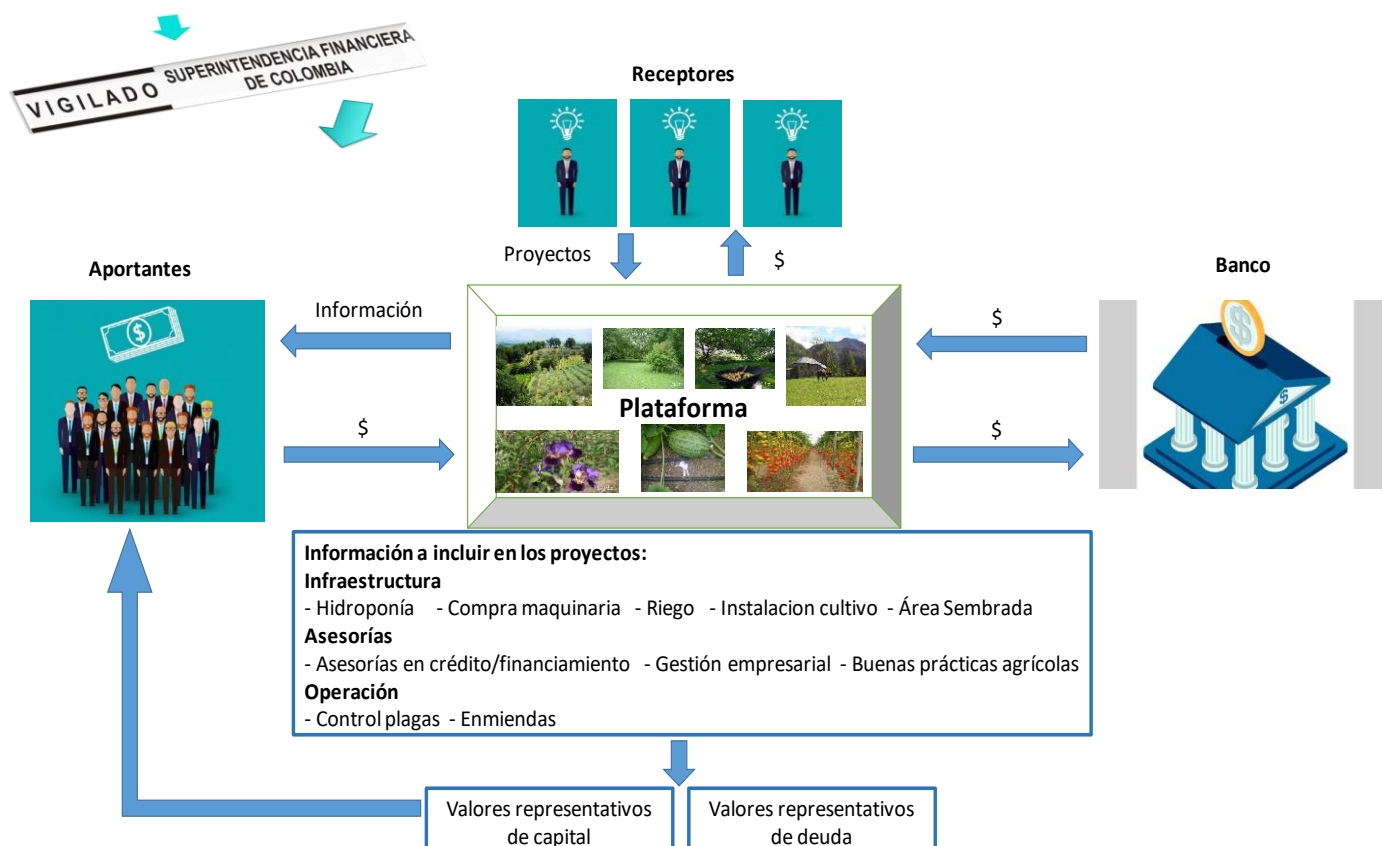 VIGILADO SUPERINTENDENCIA FINANCIERA
DE COLOMBIA
Receptores
Proyectos
$
Aportantes
Banco
Información
$
$
$
Plataforma
Información a incluir en los proyectos:
Infraestructura
- Hidroponía - Compra maquinaria - Riego - Instalacion cultivo - Área Sembrada
Asesorías
- Asesorías en crédito/financiamiento - Gestión empresarial - Buenas prácticas agrícolas
Operación
- Control plagas - Enmiendas
Valores representativos
de capital
Valores representativos
de deuda